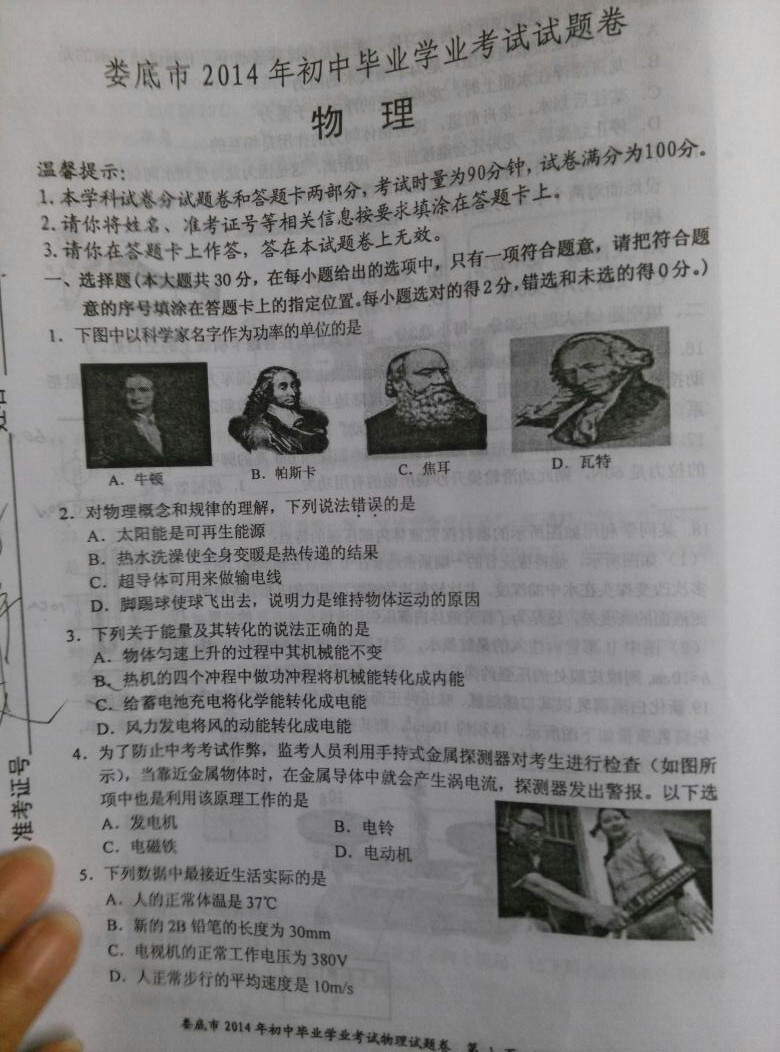 娄底市2014年初中毕业学业考试试题卷
物 理
温馨提示：
1.本学科试卷分试题卷和答题卡两部分，考试时量为90分钟，试卷满分为100分。
2.请你将姓名、准考证号等相关信息按要求填涂在答题卡上。
3.请你在答题卡上作答，答在本试题卷上无效。
一、选择题(本大题共30分，在每小题给出的选项中，只有一项符合题意，请把符合题
意的序号填涂在答题卡上的指定位置。每小题选对的得2分，错选和未选的得0分。)
1．下图中以科学家名字作为功率的单位的是
A．牛顿 B．帕斯卡 C．焦耳 D．瓦特
2．对物理概念和规律的理解，下列说法错误的是
A．太阳能是可再生能源
B．热水洗澡使全身变暖是热传递的结果
C．超导体可用来做输电线
D．脚踢球使球飞出去，说明力是维持物体运动的原因
3．下列关于能量及其转化的说法正确的是
A．物体匀速上升的过程中其机械能不变
B．热机的四个冲程中做功冲程将机械能转化成内能
C．给蓄电池充电将化学能转化成电能
D．风力发电将风的动能转化成电能
4．为了防止中考考试作弊，监考人员利用手持式金属探测器对考生进行检查（如图所
示），当靠近金属物体时，在金属导体中就会产生涡电流，探测器发出警报。以下选
项中也是利用该原理工作的是
A．发电机 B．电铃
C．电磁铁 D．电动机
5．下列数据中最接近生活实际的是
A．人的正常体温是37℃
B．新的2B铅笔的长度为30mm
C．电视机的正常工作电压为380V
D．人正常步行的平均速度是10m/s
娄底市2014年初中毕业学业考试物理试题卷 第
准考证号